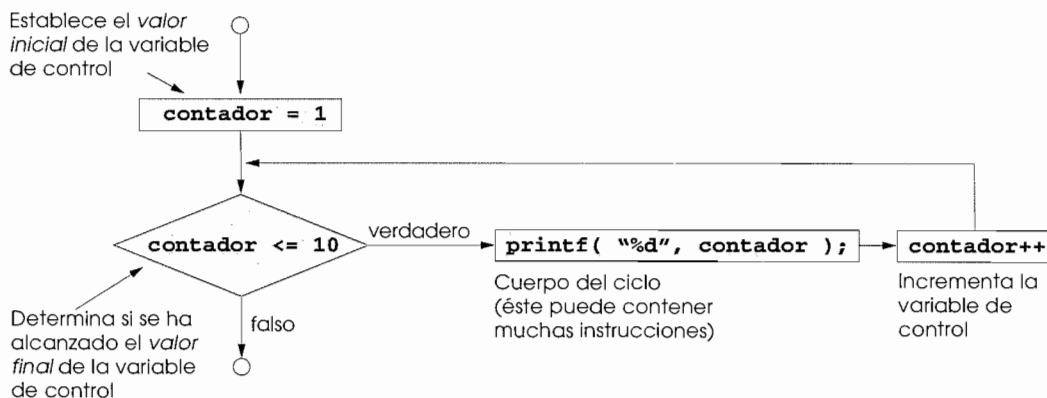 Establece el valor
inicial de la variable
de control
contador = 1
contador <= 10
verdadero
printf( “%d”, contador );
contador++
Cuerpo del ciclo
(éste puede contener
muchas instrucciones)
Incrementa la
variable de
control
falso
Determina si se ha
alcanzado el valor
final de la variable
de control